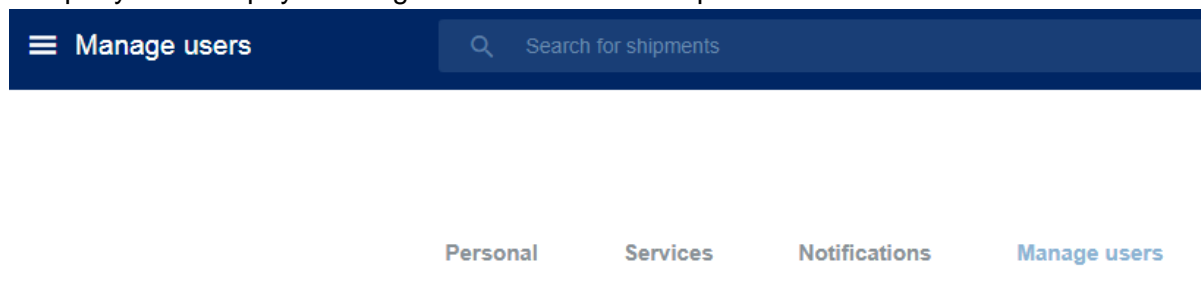 Manage users
Search for shipments
Personal Services Notifications Manage users